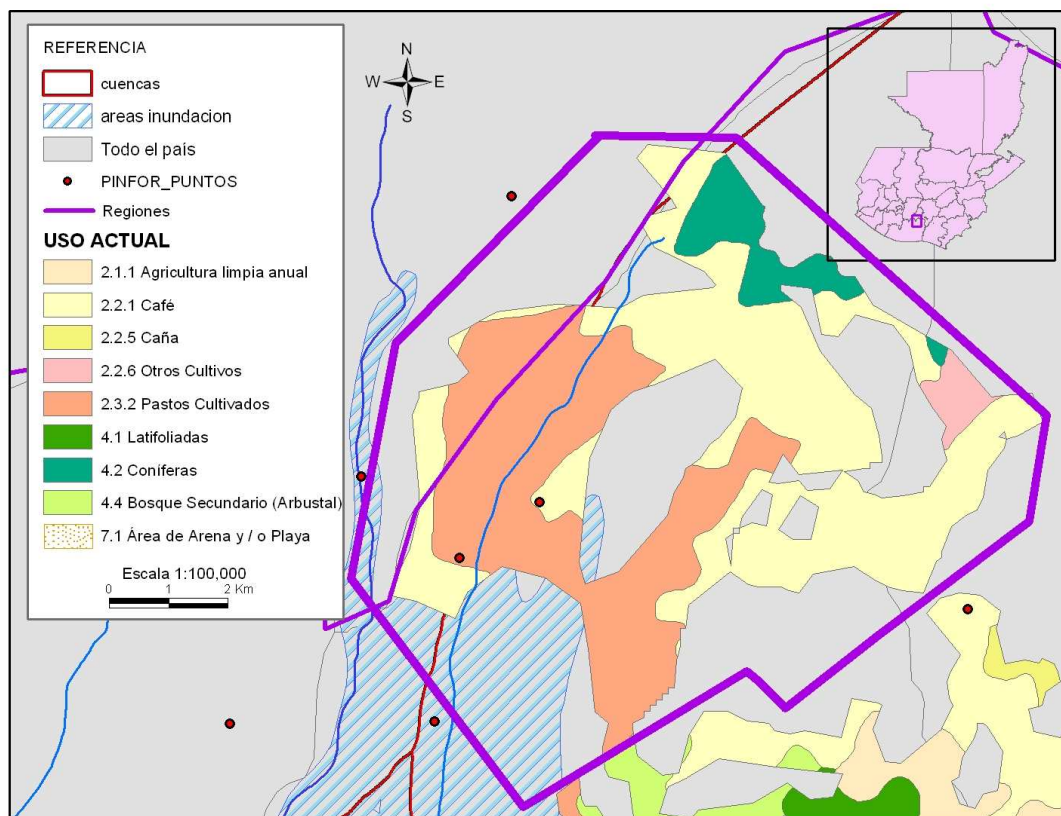 REFERENCIA
cuencas
areas inundacion
Todo el país
PINFOR_PUNTOS
Regiones
USO ACTUAL
2.1.1 Agricultura limpia anual
2.2.1 Café
2.2.5 Caña
2.2.6 Otros Cultivos
2.3.2 Pastos Cultivados
4.1 Latifoliadas
4.2 Coníferas
4.4 Bosque Secundario (Arbustal)
7.1 Área de Arena y / o Playa
Escala 1:100,000
0 1 2 Km
N
W E
S